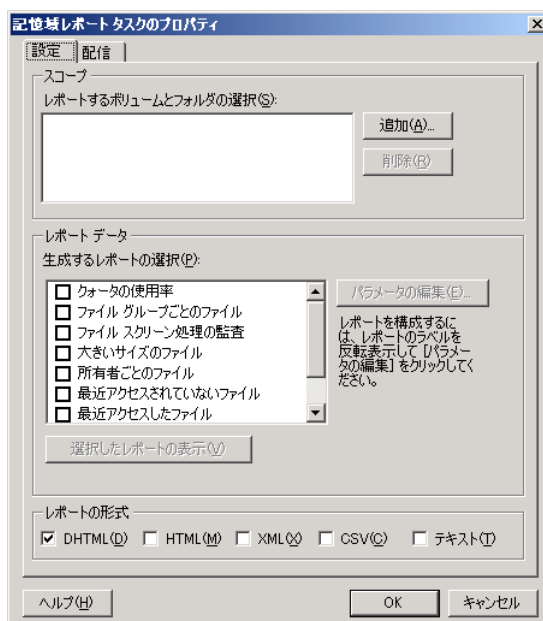 記憶域レポート タスクのプロパティ
設定
配信
スコープ
レポートするボリュームとフォルダの選択(S):
追加(A)...
削除(R)
レポート データ
生成するレポートの選択(P):
クォータの使用率
ファイル グループごとのファイル
ファイル スクリーン処理の監査
大きいサイズのファイル
所有者ごとのファイル
最近アクセスされていないファイル
最近アクセスしたファイル
パラメータの編集(E)...
レポートを構成するに
は、レポートのラベルを
反転表示して [パラメー
タの編集] をクリックしてく
ださい。
選択したレポートの表示(V)
レポートの形式
DHTML(D) HTML(M) XML(X) CSV(C) テキスト(T)
ヘルプ(H)
OK
キャンセル